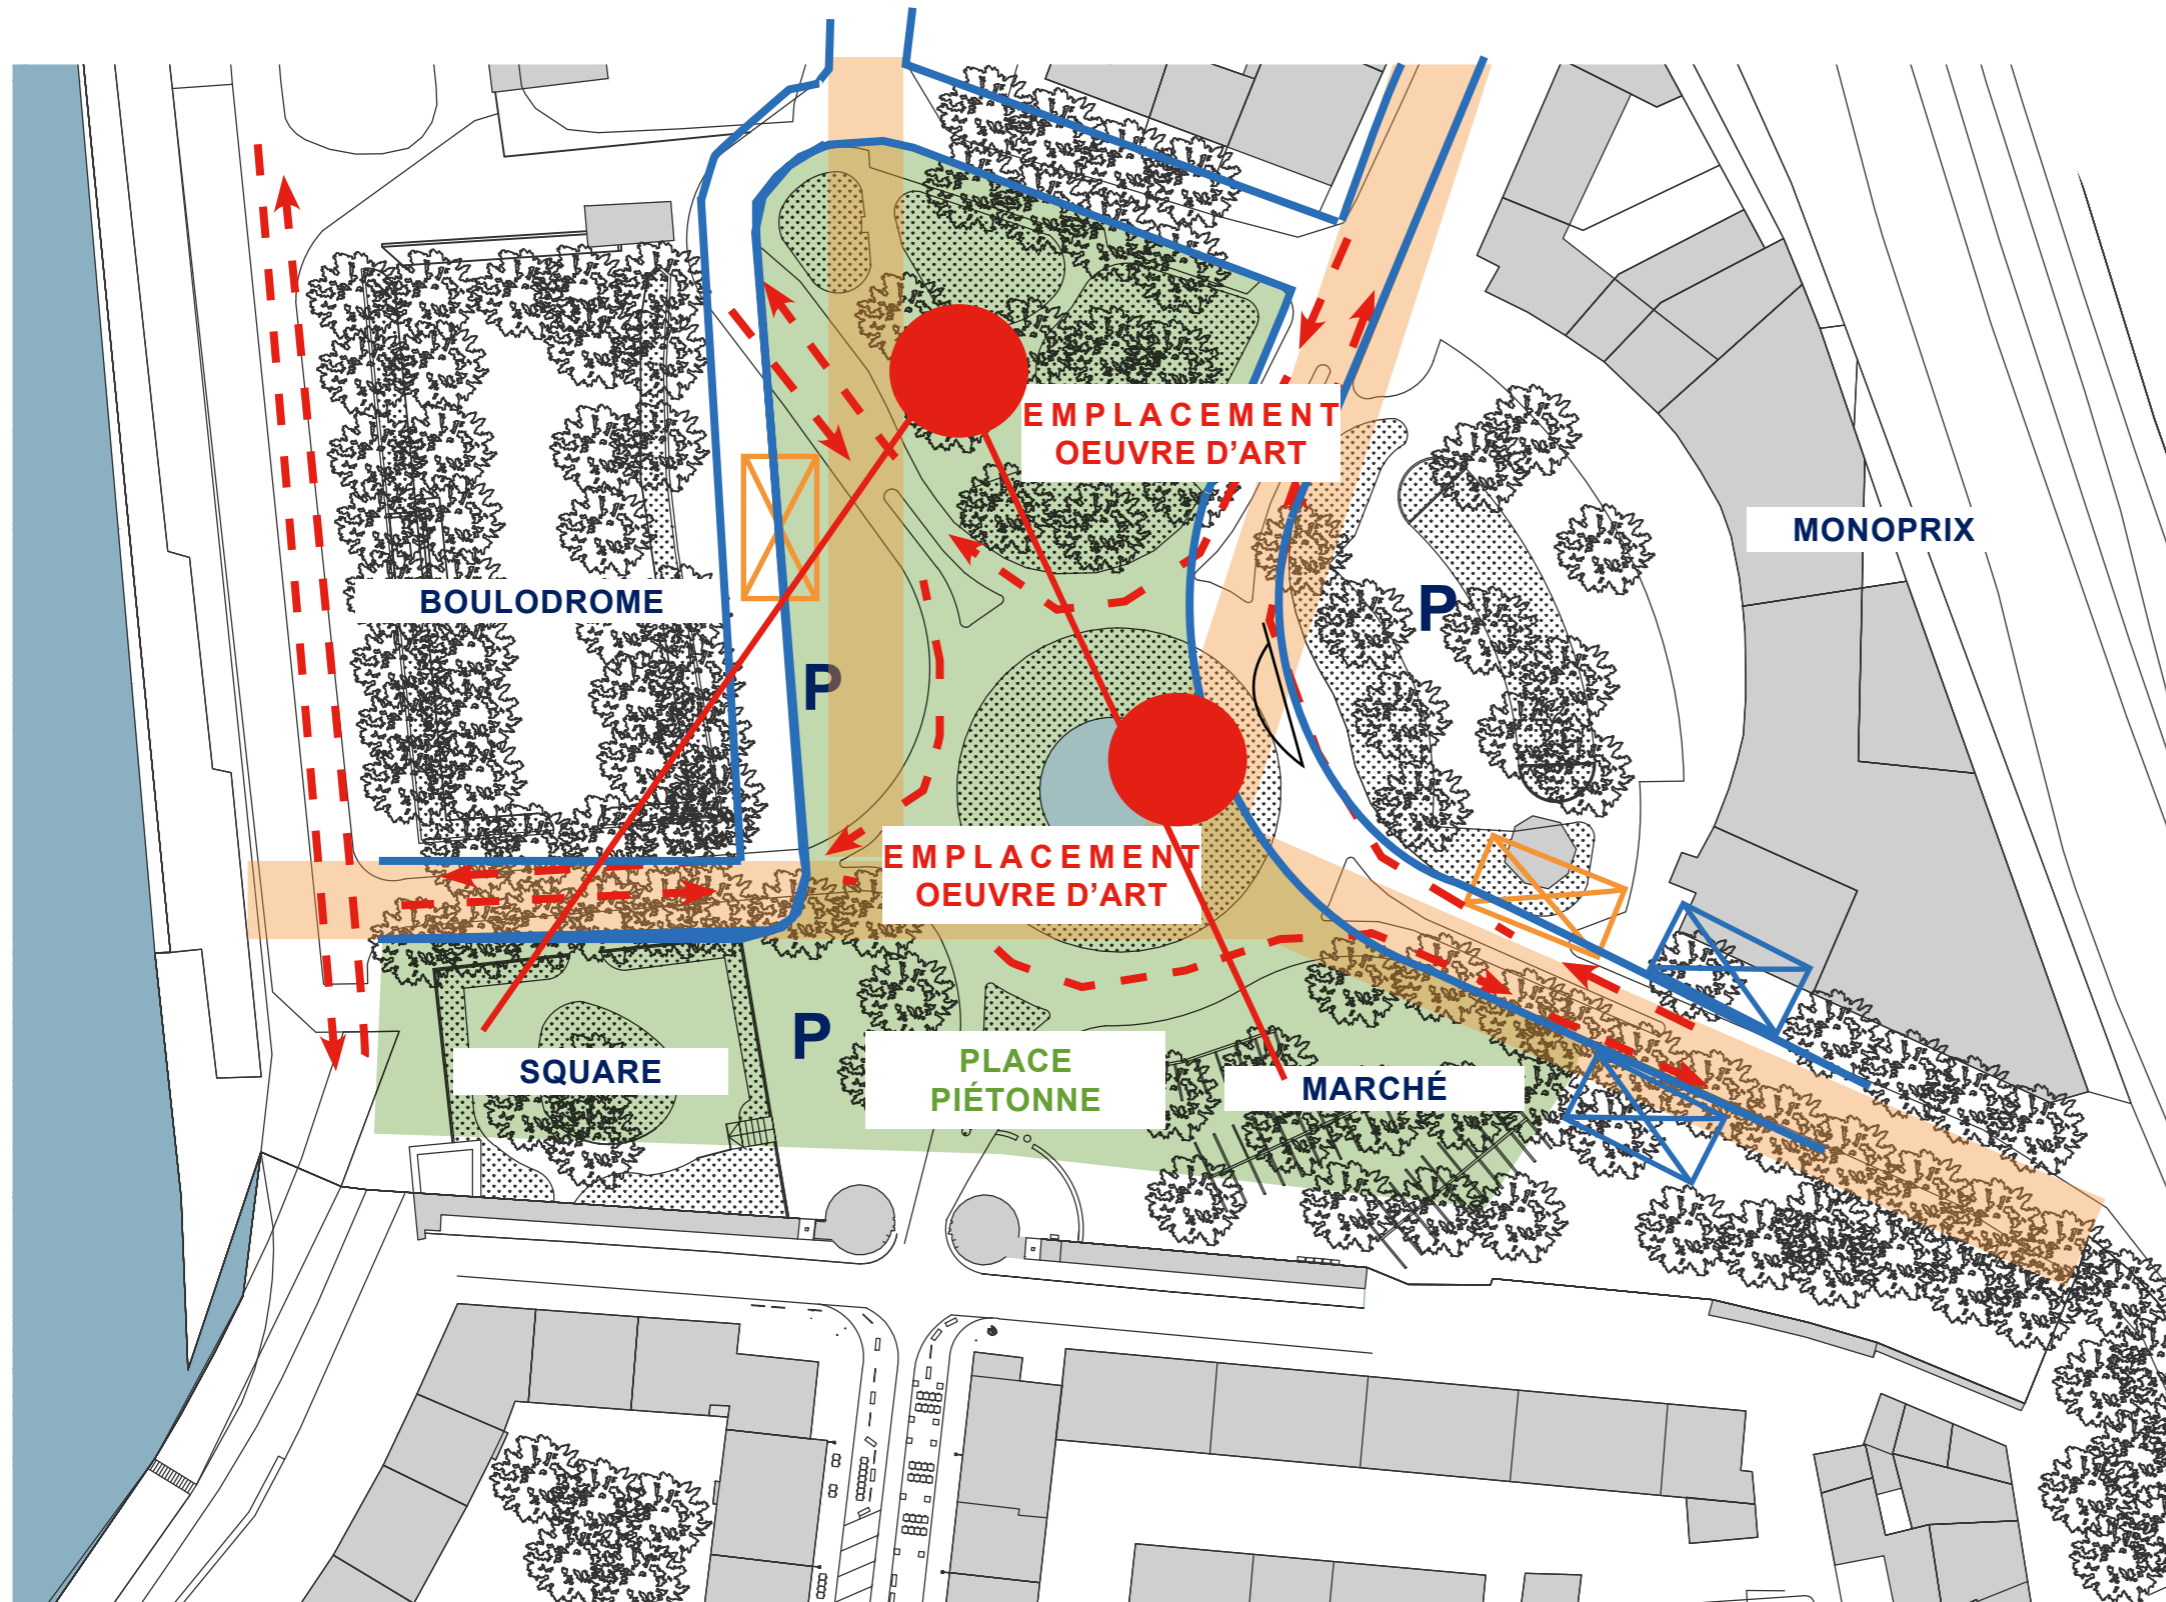 EMPLACEMENT
OEUVRE D’ART
MONOPRIX
BOULODROME
P
P
EMPLACEMENT
OEUVRE D’ART
P
SQUARE
PLACE
PIÉTONNE
MARCHÉ